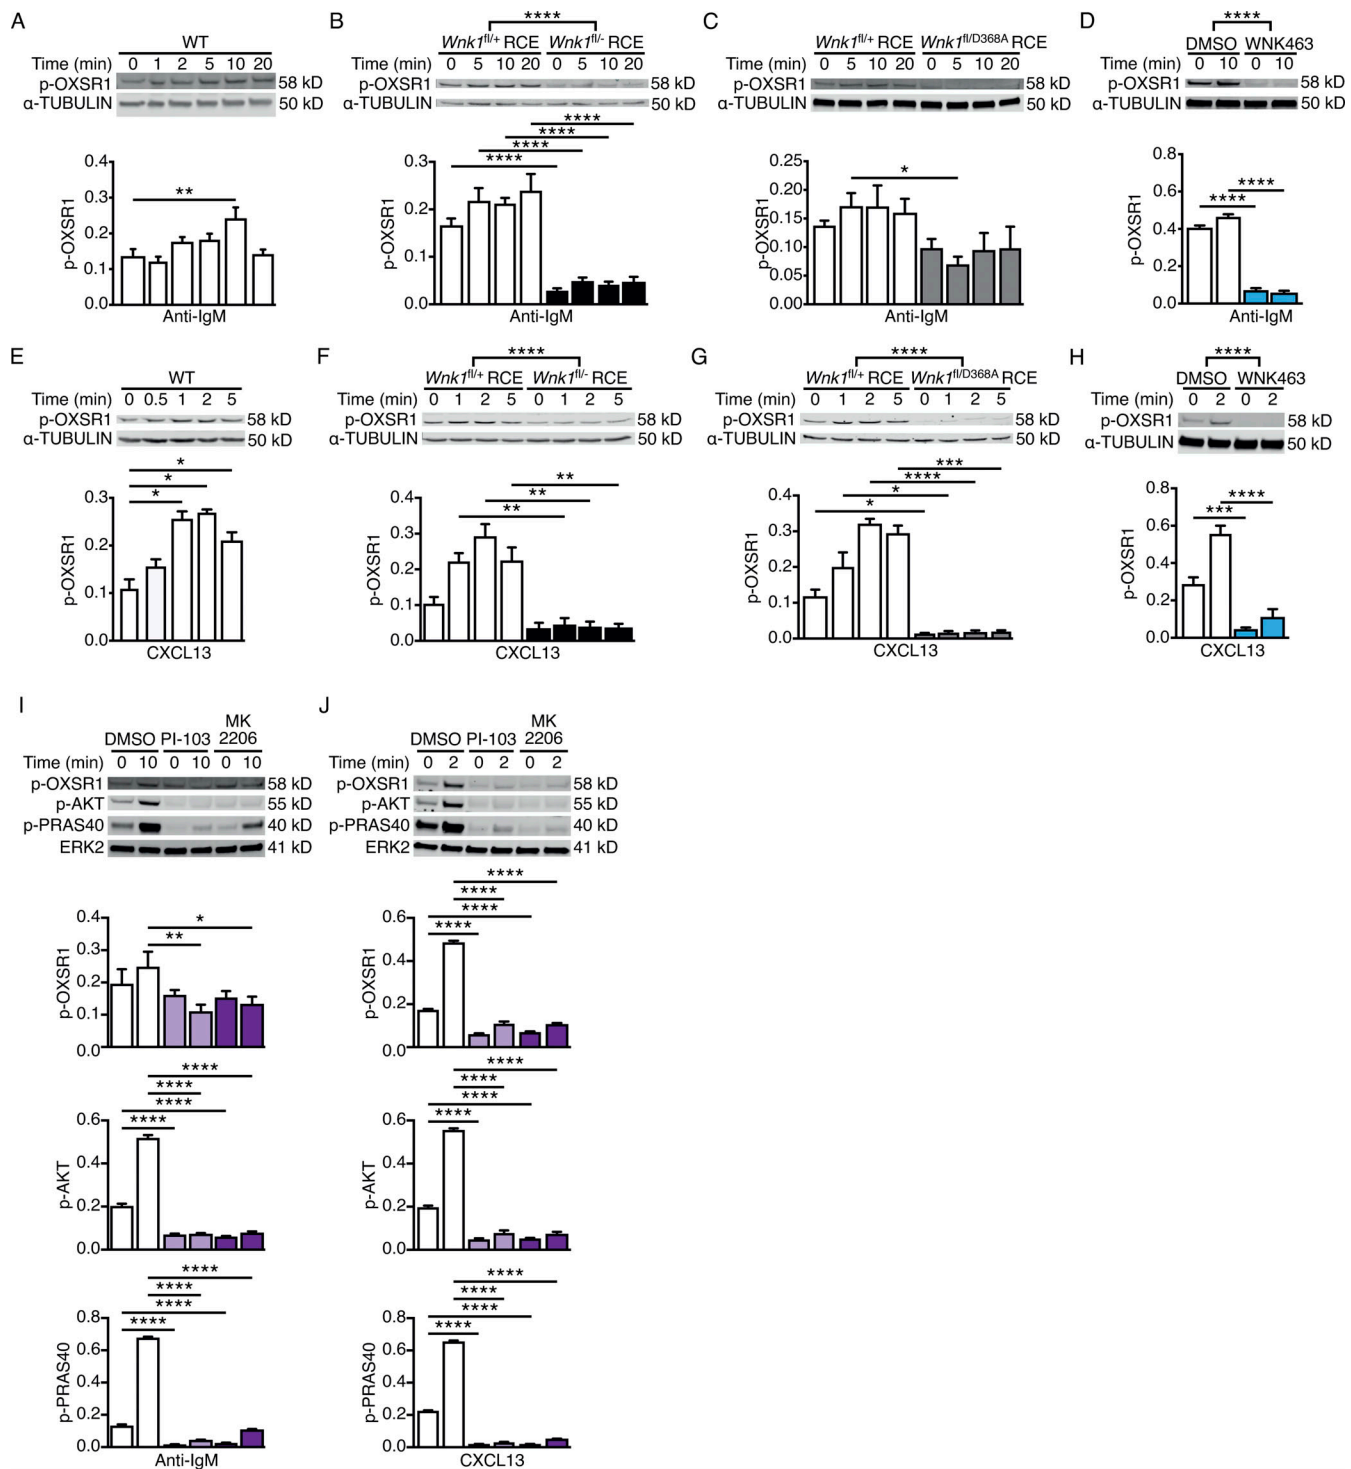 A
WT
Time (min) 0 1 2 5 10 20
p-OXSR1 58 kD
α-TUBULIN 50 kD
**
0.4
0.3
0.2
0.1
0.0
p-OXSR1
Anti-IgM
B
****
Wnk1fl/+ RCE Wnk1fl/- RCE
Time (min) 0 5 10 20 0 5 10 20
p-OXSR1 58 kD
α-TUBULIN 50 kD
****
****
****
****
0.3
0.2
0.1
0.0
p-OXSR1
Anti-IgM
C
Wnk1fl/+ RCE Wnk1fl/D368A RCE
Time (min) 0 5 10 20 0 5 10 20
p-OXSR1 58 kD
α-TUBULIN 50 kD
*
0.25
0.20
0.15
0.10
0.05
0.00
p-OXSR1
Anti-IgM
D
****
DMSO WNK463
Time (min) 0 10 0 10
p-OXSR1 58 kD
α-TUBULIN 50 kD
****
****
0.8
0.6
0.4
0.2
0.0
p-OXSR1
Anti-IgM
E
WT
Time (min) 0 0.5 1 2 5
p-OXSR1 58 kD
α-TUBULIN 50 kD
*
*
*
0.3
0.2
0.1
0.0
p-OXSR1
CXCL13
F
****
Wnk1fl/+ RCE Wnk1fl/- RCE
Time (min) 0 1 2 5 0 1 2 5
p-OXSR1 58 kD
α-TUBULIN 50 kD
**
**
**
0.4
0.3
0.2
0.1
0.0
p-OXSR1
CXCL13
G
****
Wnk1fl/+ RCE Wnk1fl/D368A RCE
Time (min) 0 1 2 5 0 1 2 5
p-OXSR1 58 kD
α-TUBULIN 50 kD
***
****
*
*
0.4
0.3
0.2
0.1
0.0
p-OXSR1
CXCL13
H
****
DMSO WNK463
Time (min) 0 2 0 2
p-OXSR1 58 kD
α-TUBULIN 50 kD
****
***
0.8
0.6
0.4
0.2
0.0
p-OXSR1
CXCL13
I
MK
DMSO PI-103 2206
Time (min) 0 10 0 10 0 10
p-OXSR1 58 kD
p-AKT 55 kD
p-PRAS40 40 kD
ERK2 41 kD
*
**
0.4
0.3
0.2
0.1
0.0
p-OXSR1
****
****
****
****
0.6
0.4
0.2
0.0
p-AKT
****
****
****
****
0.8
0.6
0.4
0.2
0.0
p-PRAS40
Anti-IgM
J
MK
DMSO PI-103 2206
Time (min) 0 2 0 2 0 2
p-OXSR1 58 kD
p-AKT 55 kD
p-PRAS40 40 kD
ERK2 41 kD
****
****
****
****
0.6
0.4
0.2
0.0
p-OXSR1
****
****
****
****
0.6
0.4
0.2
0.0
p-AKT
****
****
****
****
0.8
0.6
0.4
0.2
0.0
p-PRAS40
CXCL13